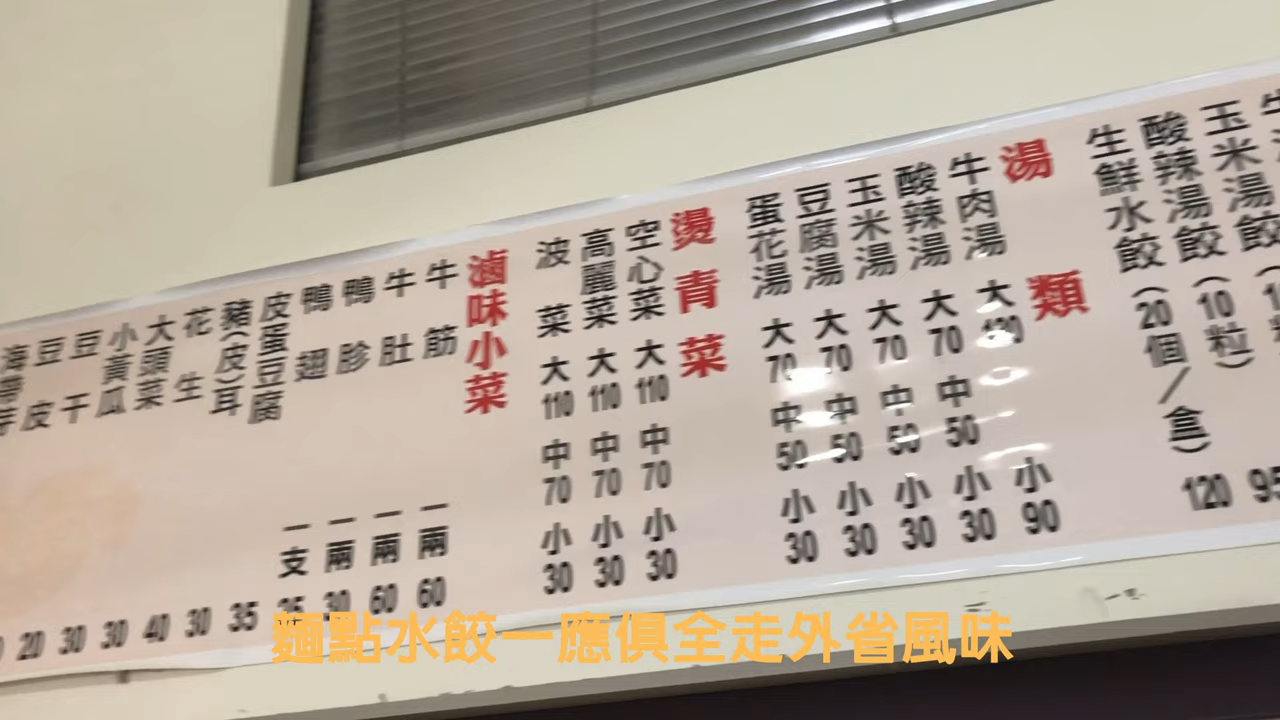 玉米湯餃
酸辣湯餃(10粒) 95
生鮮水餃(20個/盒) 120
湯類
牛肉湯 大120 小90
酸辣湯 大70 中50 小30
玉米湯 大70 中50 小30
豆腐湯 大70 中50 小30
蛋花湯 大70 中50 小30
燙青菜
空心菜 大110 中70 小30
高麗菜 大110 中70 小30
波菜 大110 中70 小30
滷味小菜
牛筋 一兩 60
牛肚 一兩 60
鴨胗 一兩 30
鴨翅 一支
皮蛋豆腐 35
豬(皮)耳 30
花生 40
大頭菜 30
小黃瓜 30
豆干 20
豆皮
海帶芽
麵點水餃一應俱全走外省風味